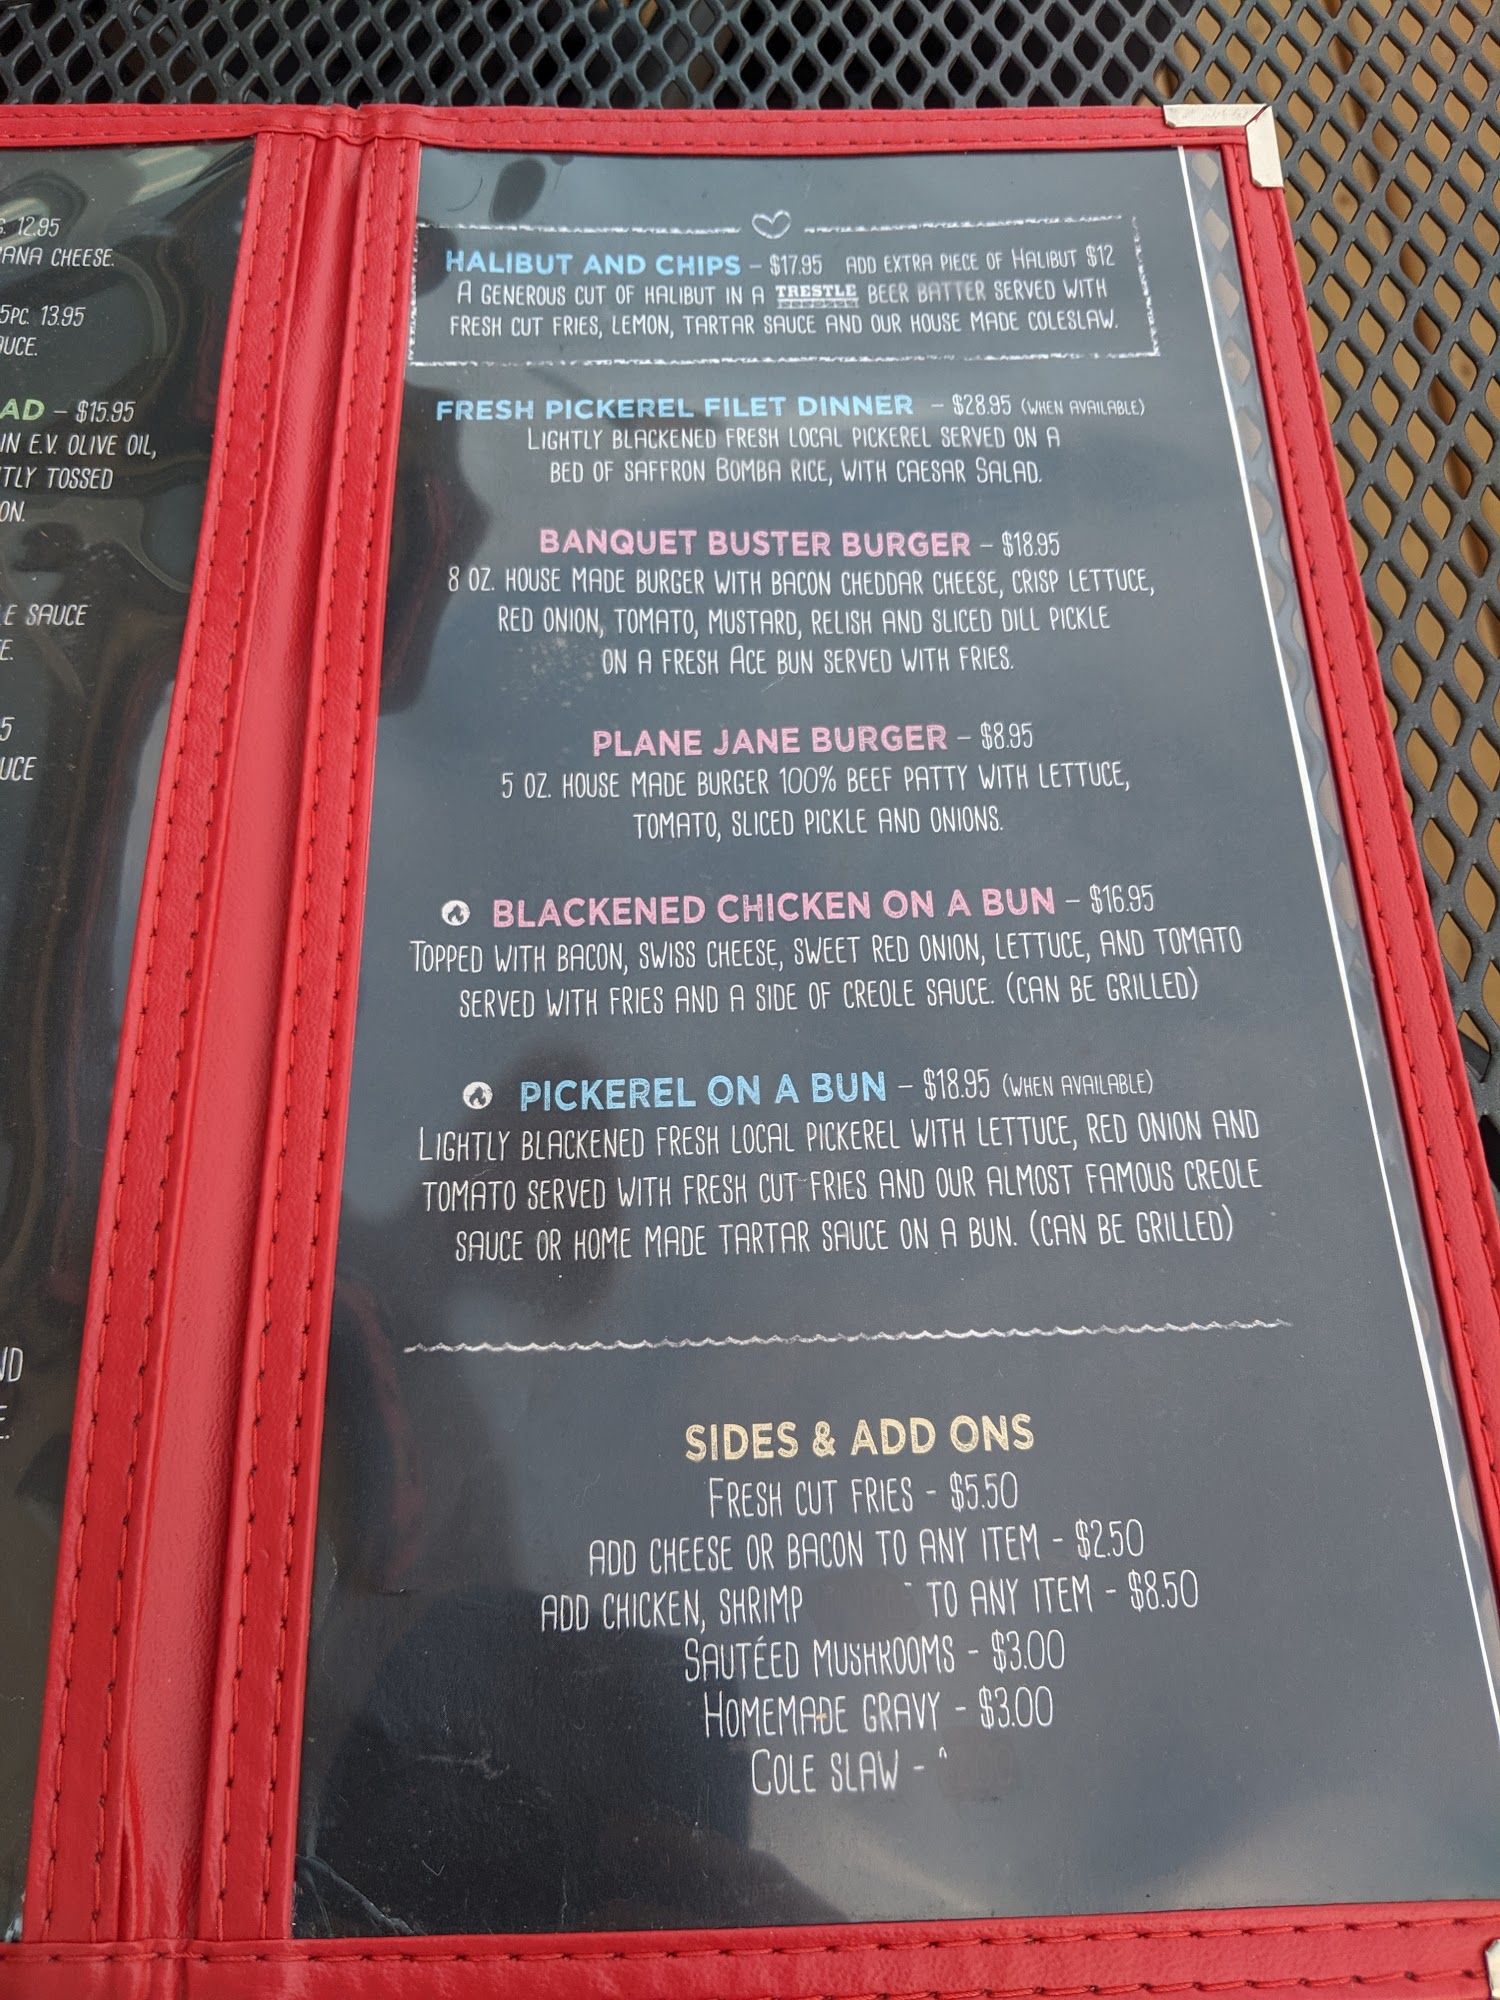 12.95
ANA CHEESE.
5PC. 13.95
UCE.
AD – $15.95
IN E.V. OLIVE OIL,
TLY TOSSED
ON.
E SAUCE
E.
5
UCE
ND
E.
HALIBUT AND CHIPS – $17.95 ADD EXTRA PIECE OF HALIBUT $12
A GENEROUS CUT OF HALIBUT IN A TRESTLE BEER BATTER SERVED WITH
FRESH CUT FRIES, LEMON, TARTAR SAUCE AND OUR HOUSE MADE COLESLAW.
FRESH PICKEREL FILET DINNER – $28.95 (WHEN AVAILABLE)
LIGHTLY BLACKENED FRESH LOCAL PICKEREL SERVED ON A
BED OF SAFFRON BOMBA RICE, WITH CAESAR SALAD.
BANQUET BUSTER BURGER – $18.95
8 OZ. HOUSE MADE BURGER WITH BACON CHEDDAR CHEESE, CRISP LETTUCE,
RED ONION, TOMATO, MUSTARD, RELISH AND SLICED DILL PICKLE
ON A FRESH ACE BUN SERVED WITH FRIES.
PLANE JANE BURGER – $8.95
5 OZ. HOUSE MADE BURGER 100% BEEF PATTY WITH LETTUCE,
TOMATO, SLICED PICKLE AND ONIONS.
BLACKENED CHICKEN ON A BUN – $16.95
TOPPED WITH BACON, SWISS CHEESE, SWEET RED ONION, LETTUCE, AND TOMATO
SERVED WITH FRIES AND A SIDE OF CREOLE SAUCE. (CAN BE GRILLED)
PICKEREL ON A BUN – $18.95 (WHEN AVAILABLE)
LIGHTLY BLACKENED FRESH LOCAL PICKEREL WITH LETTUCE, RED ONION AND
TOMATO SERVED WITH FRESH CUT FRIES AND OUR ALMOST FAMOUS CREOLE
SAUCE OR HOME MADE TARTAR SAUCE ON A BUN. (CAN BE GRILLED)
SIDES & ADD ONS
FRESH CUT FRIES – $5.50
ADD CHEESE OR BACON TO ANY ITEM – $2.50
ADD CHICKEN, SHRIMP TO ANY ITEM – $8.50
SAUTÉED MUSHROOMS – $3.00
HOMEMADE GRAVY – $3.00
COLE SLAW –